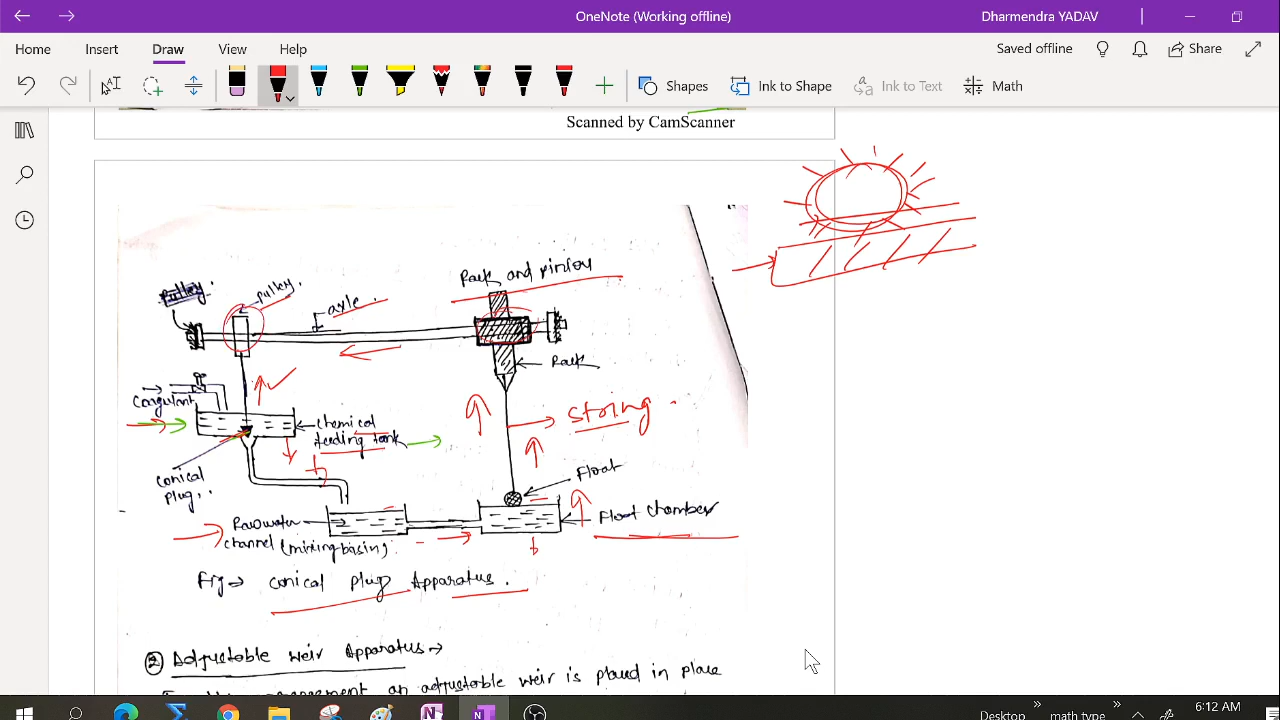 OneNote (Working offline)
Dharmendra YADAV
Home Insert Draw View Help
Saved offline
Share
Shapes
Ink to Shape
Ink to Text
Math
Scanned by CamScanner
Rack and pinion
pulley.
Pulley.
axle.
Rack
Coagulant
string
chemical
feeding tank
conical
plug.
Float
Float chamber
Raw water
channel (mixing basin).
Fig→ conical plug Apparatus.
② Adjustable weir Apparatus→
an adjustable weir is placed in place
Desktop
math type
6:12 AM